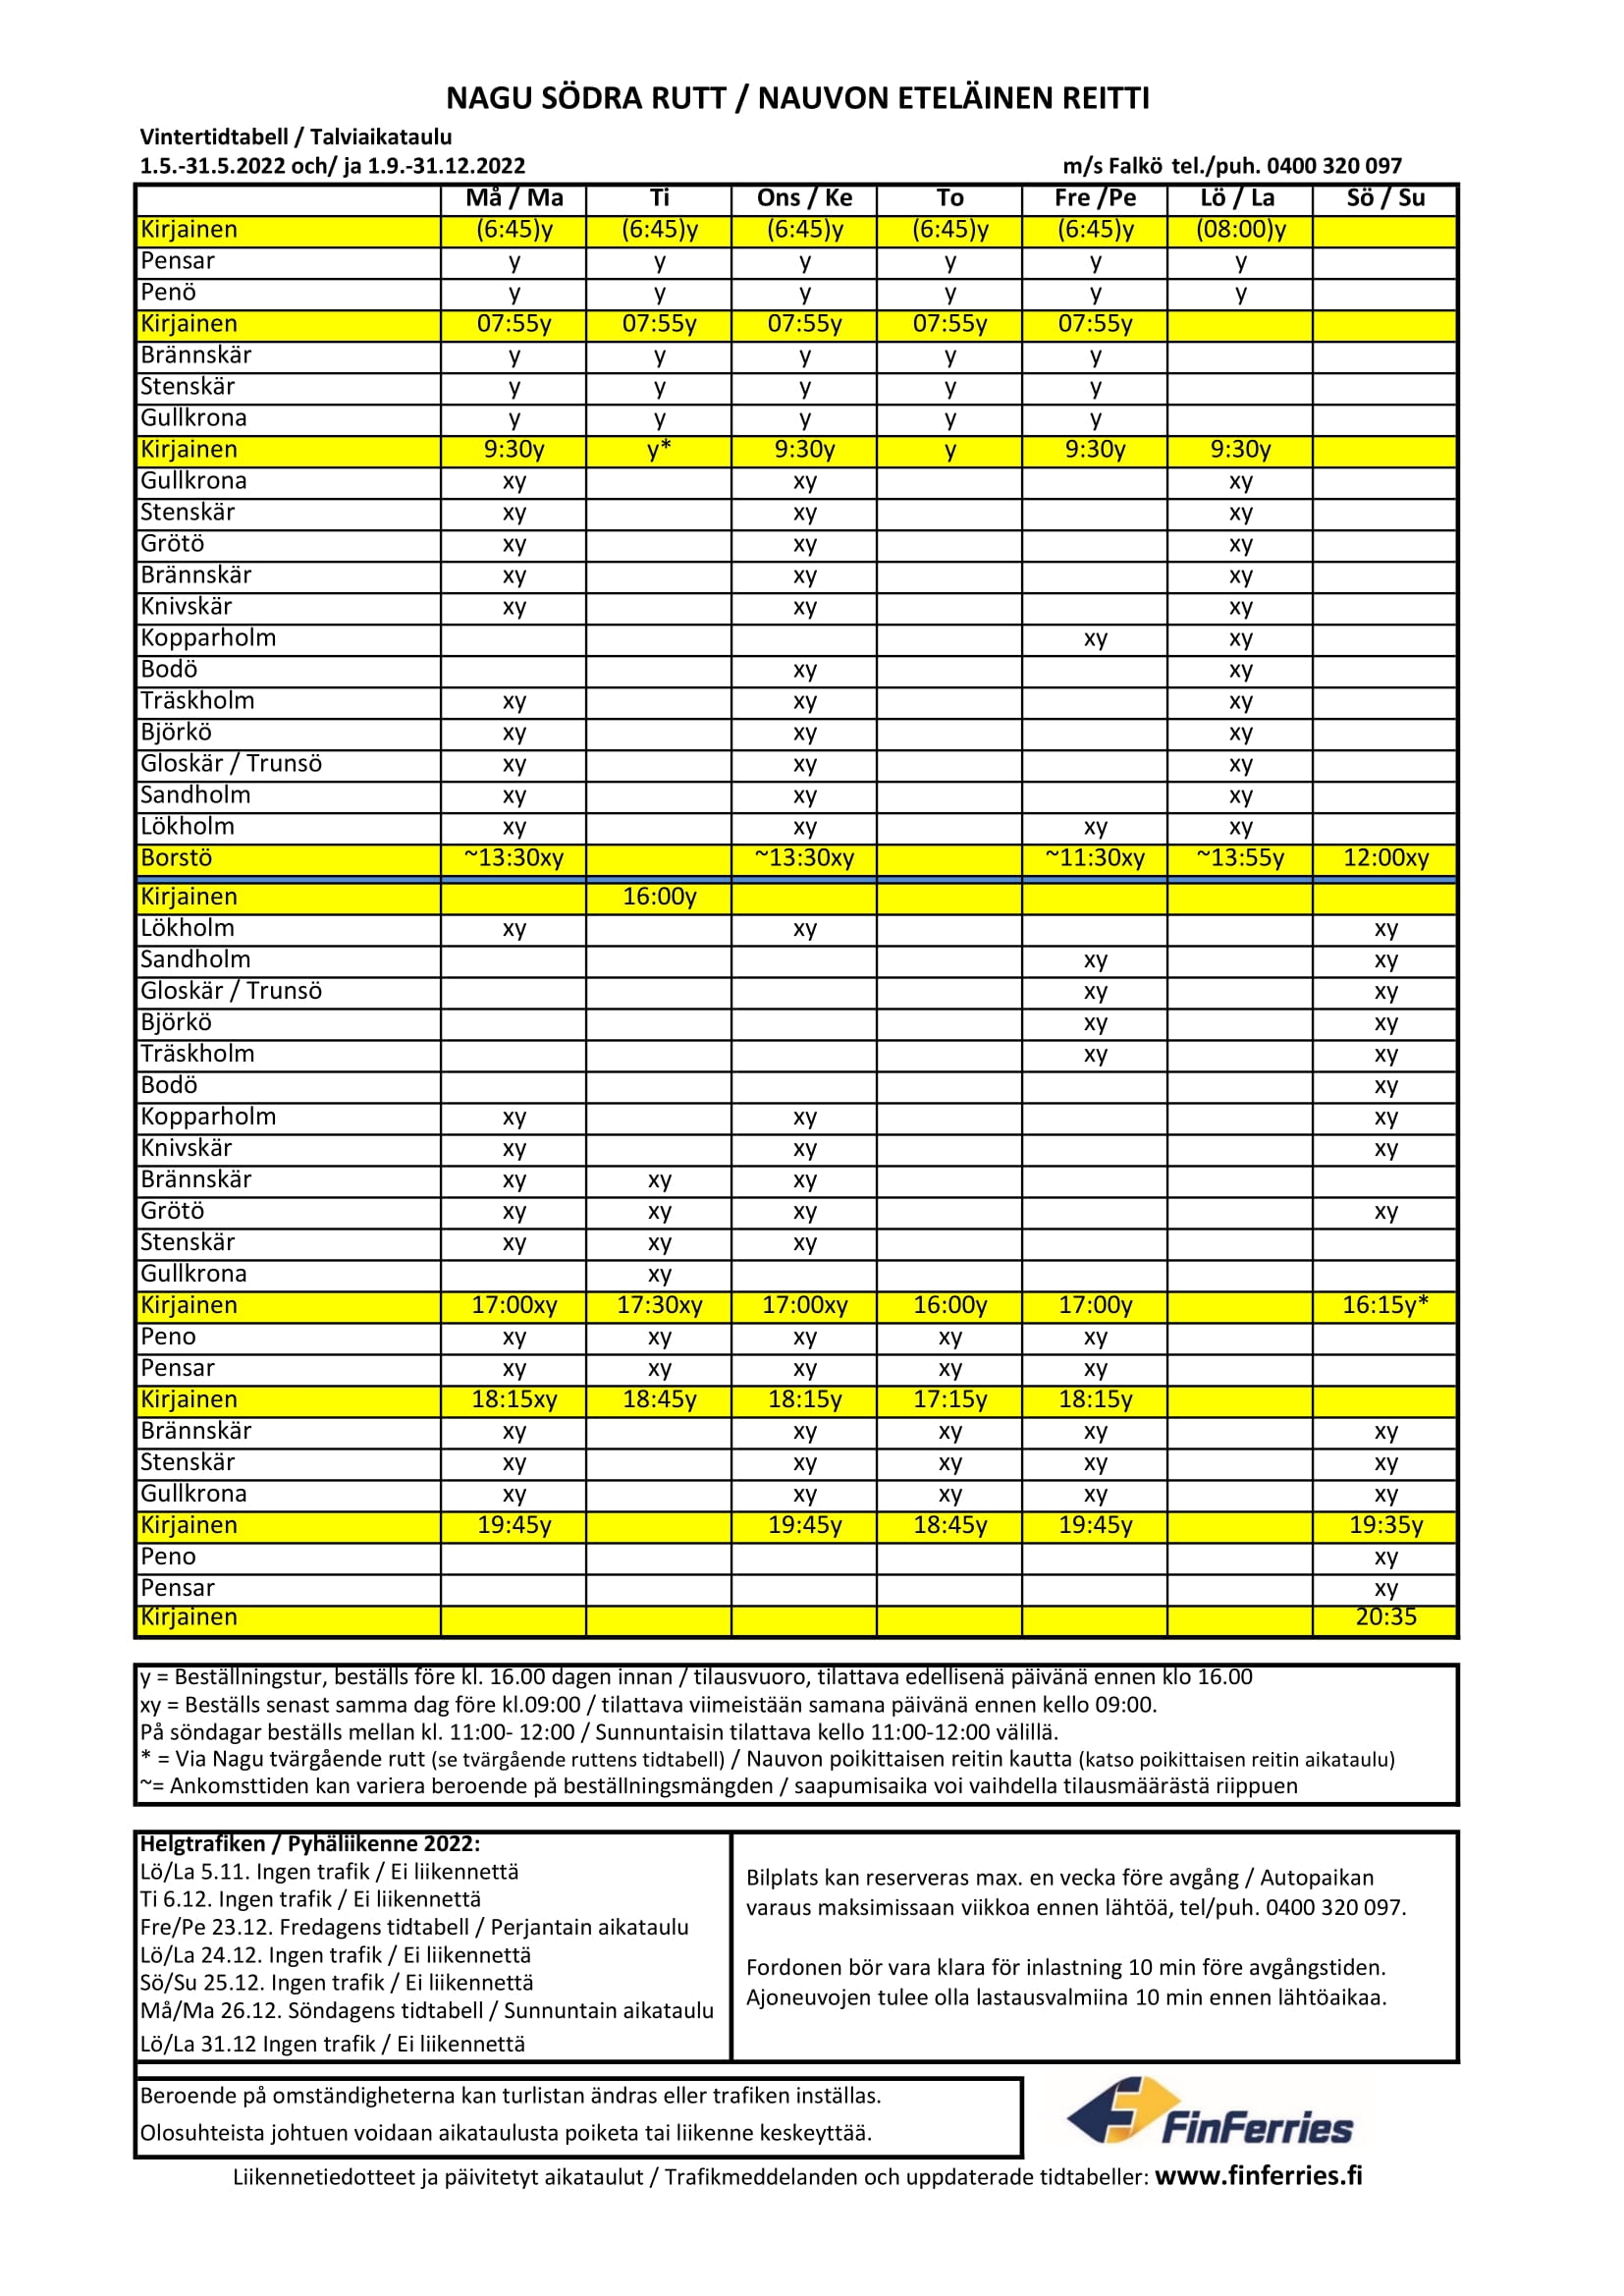 NAGU SÖDRA RUTT / NAUVON ETELÄINEN REITTI
Vintertidtabell / Talviaikataulu
1.5.-31.5.2022 och/ ja 1.9.-31.12.2022 m/s Falkö tel./puh. 0400 320 097
Må / Ma Ti Ons / Ke To Fre /Pe Lö / La Sö / Su
Kirjainen (6:45)y (6:45)y (6:45)y (6:45)y (6:45)y (08:00)y
Pensar y y y y y y
Penö y y y y y y
Kirjainen 07:55y 07:55y 07:55y 07:55y 07:55y
Brännskär y y y y y
Stenskär y y y y y
Gullkrona y y y y y
Kirjainen 9:30y y* 9:30y y 9:30y 9:30y
Gullkrona xy xy xy
Stenskär xy xy xy
Grötö xy xy xy
Brännskär xy xy xy
Knivskär xy xy xy
Kopparholm xy xy
Bodö xy xy
Träskholm xy xy xy
Björkö xy xy xy
Gloskär / Trunsö xy xy xy
Sandholm xy xy xy
Lökholm xy xy xy xy
Borstö ~13:30xy ~13:30xy ~11:30xy ~13:55y 12:00xy
Kirjainen 16:00y
Lökholm xy xy xy
Sandholm xy xy
Gloskär / Trunsö xy xy
Björkö xy xy
Träskholm xy xy
Bodö xy
Kopparholm xy xy xy
Knivskär xy xy xy
Brännskär xy xy xy
Grötö xy xy xy xy
Stenskär xy xy xy
Gullkrona xy
Kirjainen 17:00xy 17:30xy 17:00xy 16:00y 17:00y 16:15y*
Peno xy xy xy xy xy
Pensar xy xy xy xy xy
Kirjainen 18:15xy 18:45y 18:15y 17:15y 18:15y
Brännskär xy xy xy xy xy
Stenskär xy xy xy xy xy
Gullkrona xy xy xy xy xy
Kirjainen 19:45y 19:45y 18:45y 19:45y 19:35y
Peno xy
Pensar xy
Kirjainen 20:35
y = Beställningstur, beställs före kl. 16.00 dagen innan / tilausvuoro, tilattava edellisenä päivänä ennen klo 16.00
xy = Beställs senast samma dag före kl.09:00 / tilattava viimeistään samana päivänä ennen kello 09:00.
På söndagar beställs mellan kl. 11:00- 12:00 / Sunnuntaisin tilattava kello 11:00-12:00 välillä.
* = Via Nagu tvärgående rutt (se tvärgående ruttens tidtabell) / Nauvon poikittaisen reitin kautta (katso poikittaisen reitin aikataulu)
~= Ankomsttiden kan variera beroende på beställningsmängden / saapumisaika voi vaihdella tilausmäärästä riippuen
Helgtrafiken / Pyhäliikenne 2022:
Lö/La 5.11. Ingen trafik / Ei liikennettä
Ti 6.12. Ingen trafik / Ei liikennettä
Fre/Pe 23.12. Fredagens tidtabell / Perjantain aikataulu
Lö/La 24.12. Ingen trafik / Ei liikennettä
Sö/Su 25.12. Ingen trafik / Ei liikennettä
Må/Ma 26.12. Söndagens tidtabell / Sunnuntain aikataulu
Lö/La 31.12 Ingen trafik / Ei liikennettä
Bilplats kan reserveras max. en vecka före avgång / Autopaikan
varaus maksimissaan viikkoa ennen lähtöä, tel/puh. 0400 320 097.
Fordonen bör vara klara för inlastning 10 min före avgångstiden.
Ajoneuvojen tulee olla lastausvalmiina 10 min ennen lähtöaikaa.
Beroende på omständigheterna kan turlistan ändras eller trafiken inställas.
Olosuhteista johtuen voidaan aikataulusta poiketa tai liikenne keskeyttää.
FinFerries
Liikennetiedotteet ja päivitetyt aikataulut / Trafikmeddelanden och uppdaterade tidtabeller: www.finferries.fi